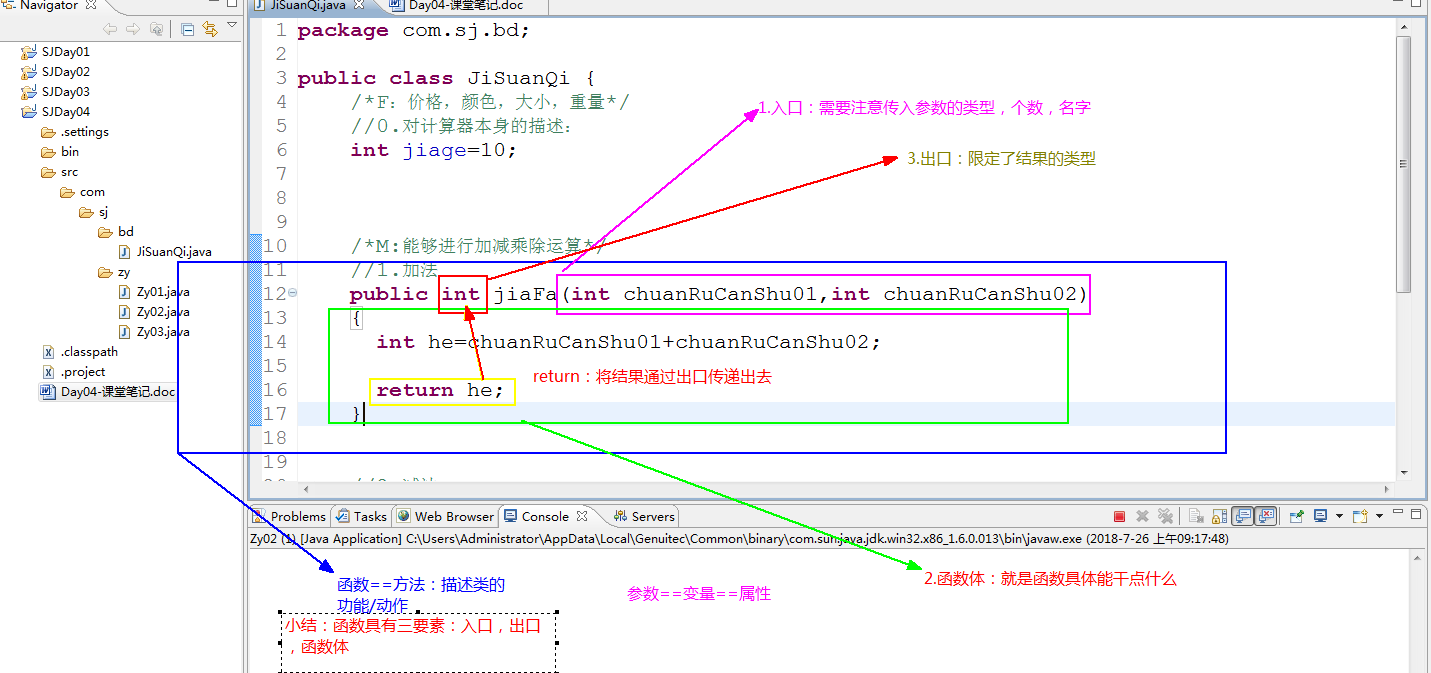 Navigator
JiSuanQi.java
Day04-课堂笔记.doc
SJDay01
SJDay02
SJDay03
SJDay04
.settings
bin
src
com
sj
bd
JiSuanQi.java
zy
Zy01.java
Zy02.java
Zy03.java
.classpath
.project
Day04-课堂笔记.doc
1 package com.sj.bd;
2
3 public class JiSuanQi {
4 /*F: 价格，颜色，大小，重量*/
5 //0.对计算器本身的描述:
6 int jiage=10;
7
8
9
10 /*M:能够进行加减乘除运算*/
11 //1.加法
12 public int jiaFa(int chuanRuCanShu01,int chuanRuCanShu02)
13 {
14 int he=chuanRuCanShu01+chuanRuCanShu02;
15
16 return he;
17 }
18
19
1.入口：需要注意传入参数的类型，个数，名字
3.出口：限定了结果的类型
return：将结果通过出口传递出去
Problems Tasks Web Browser Console Servers
Zy02 (1) [Java Application] C:\Users\Administrator\AppData\Local\Genuitec\Common\binary\com.sun.java.jdk.win32.x86_1.6.0.013\bin\javaw.exe (2018-7-26 上午09:17:48)
函数==方法：描述类的
功能/动作
参数==变量==属性
2.函数体：就是函数具体能干点什么
小结：函数具有三要素：入口，出口
，函数体